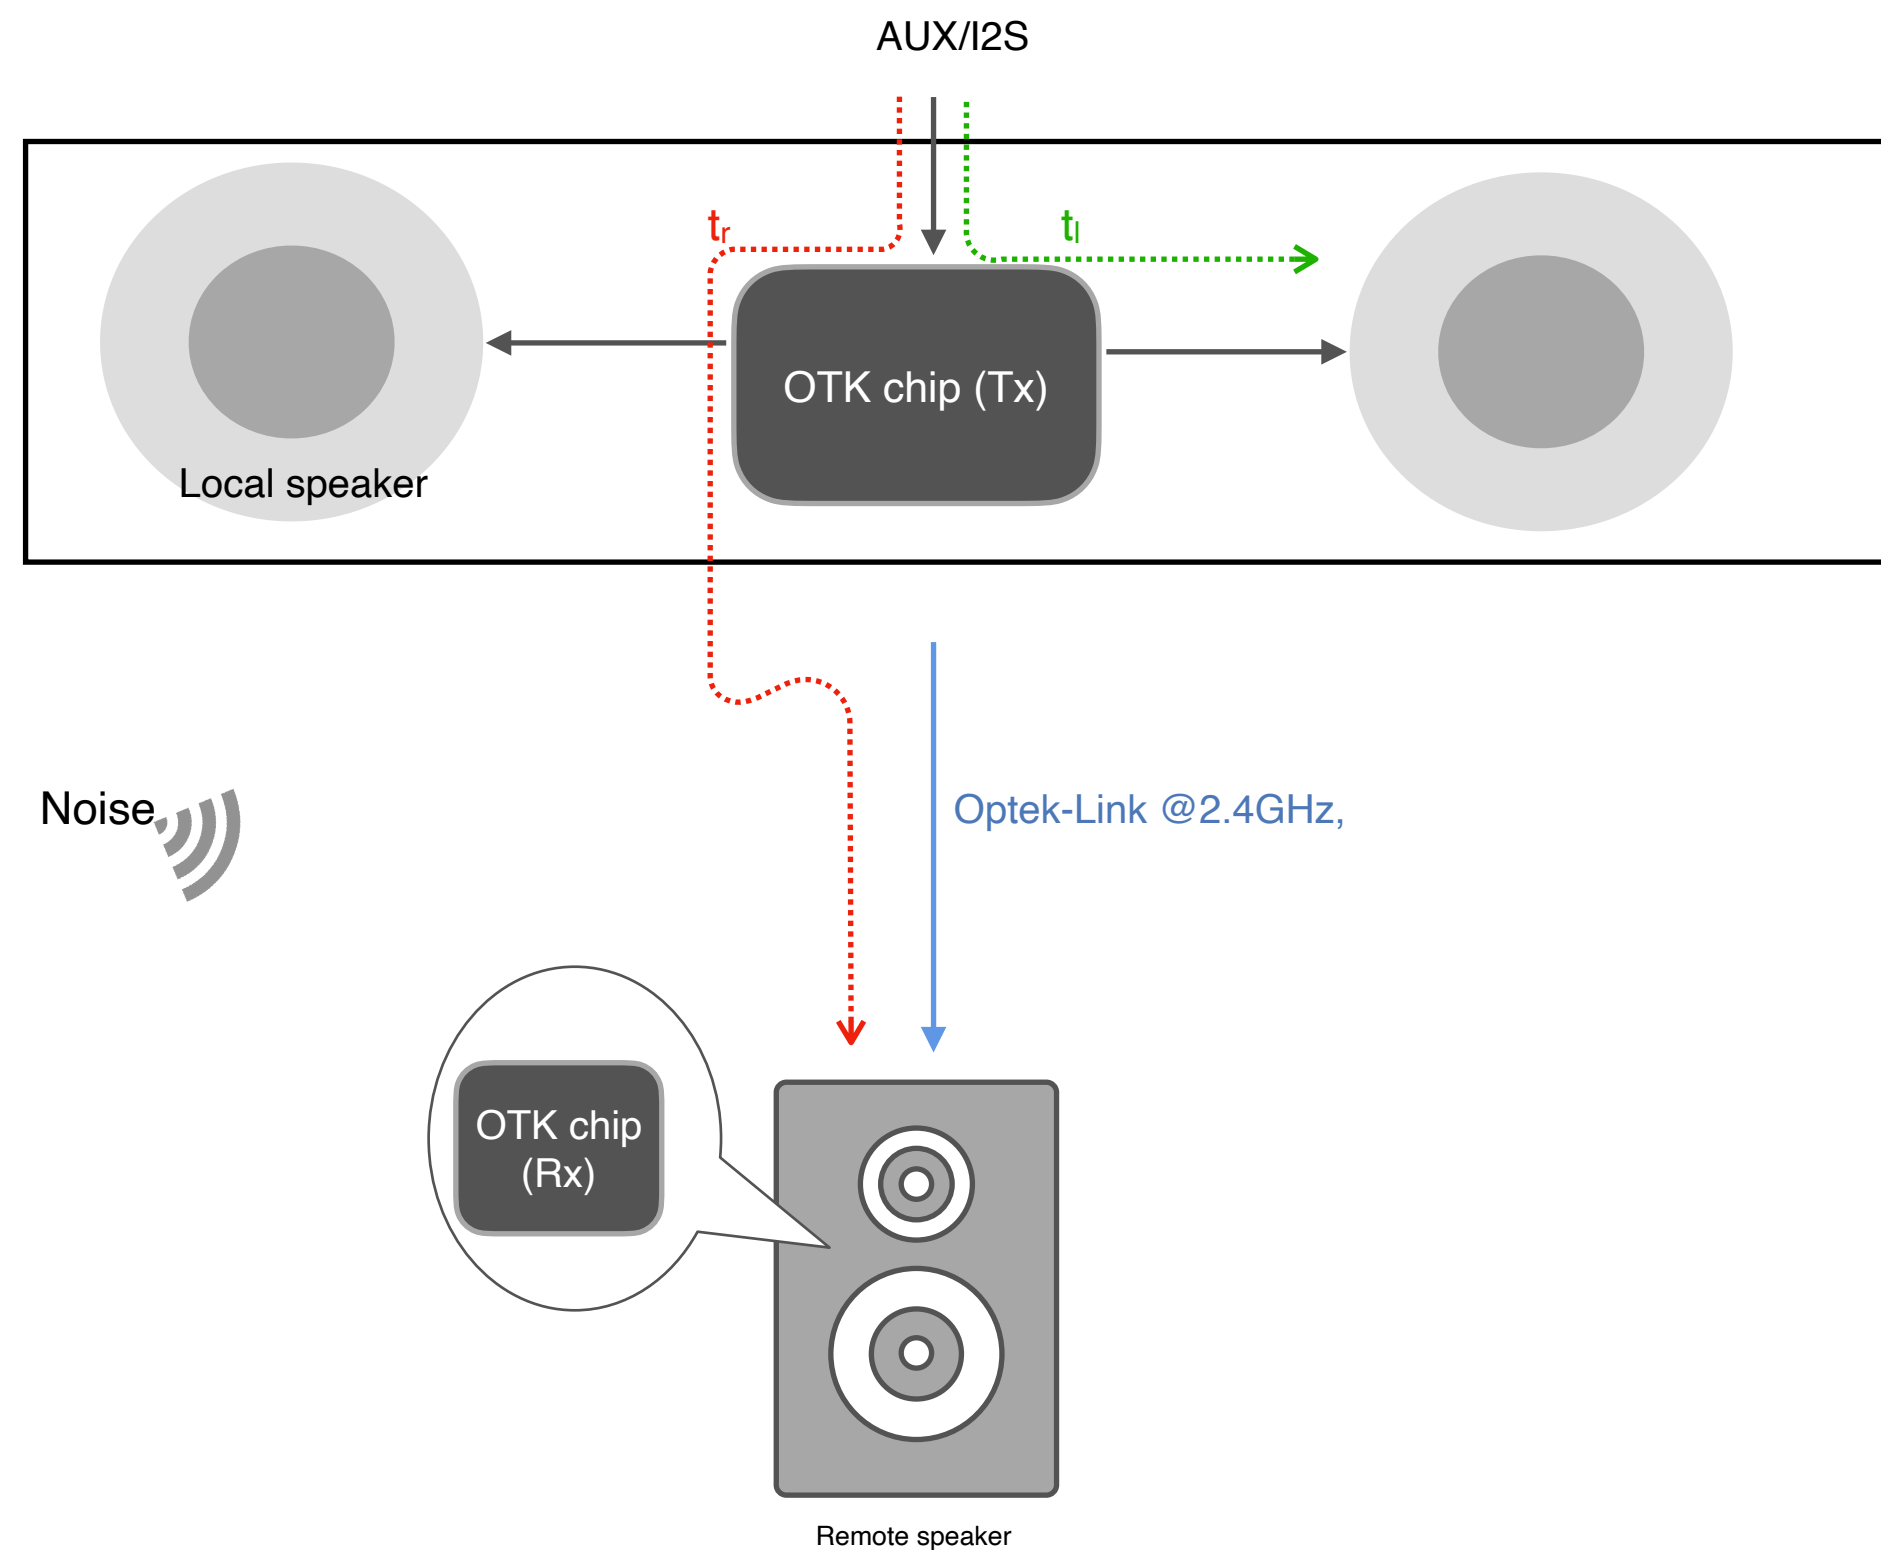 AUX/I2S
tr
tl
OTK chip (Tx)
Local speaker
Noise
Optek-Link @2.4GHz,
OTK chip
(Rx)
Remote speaker